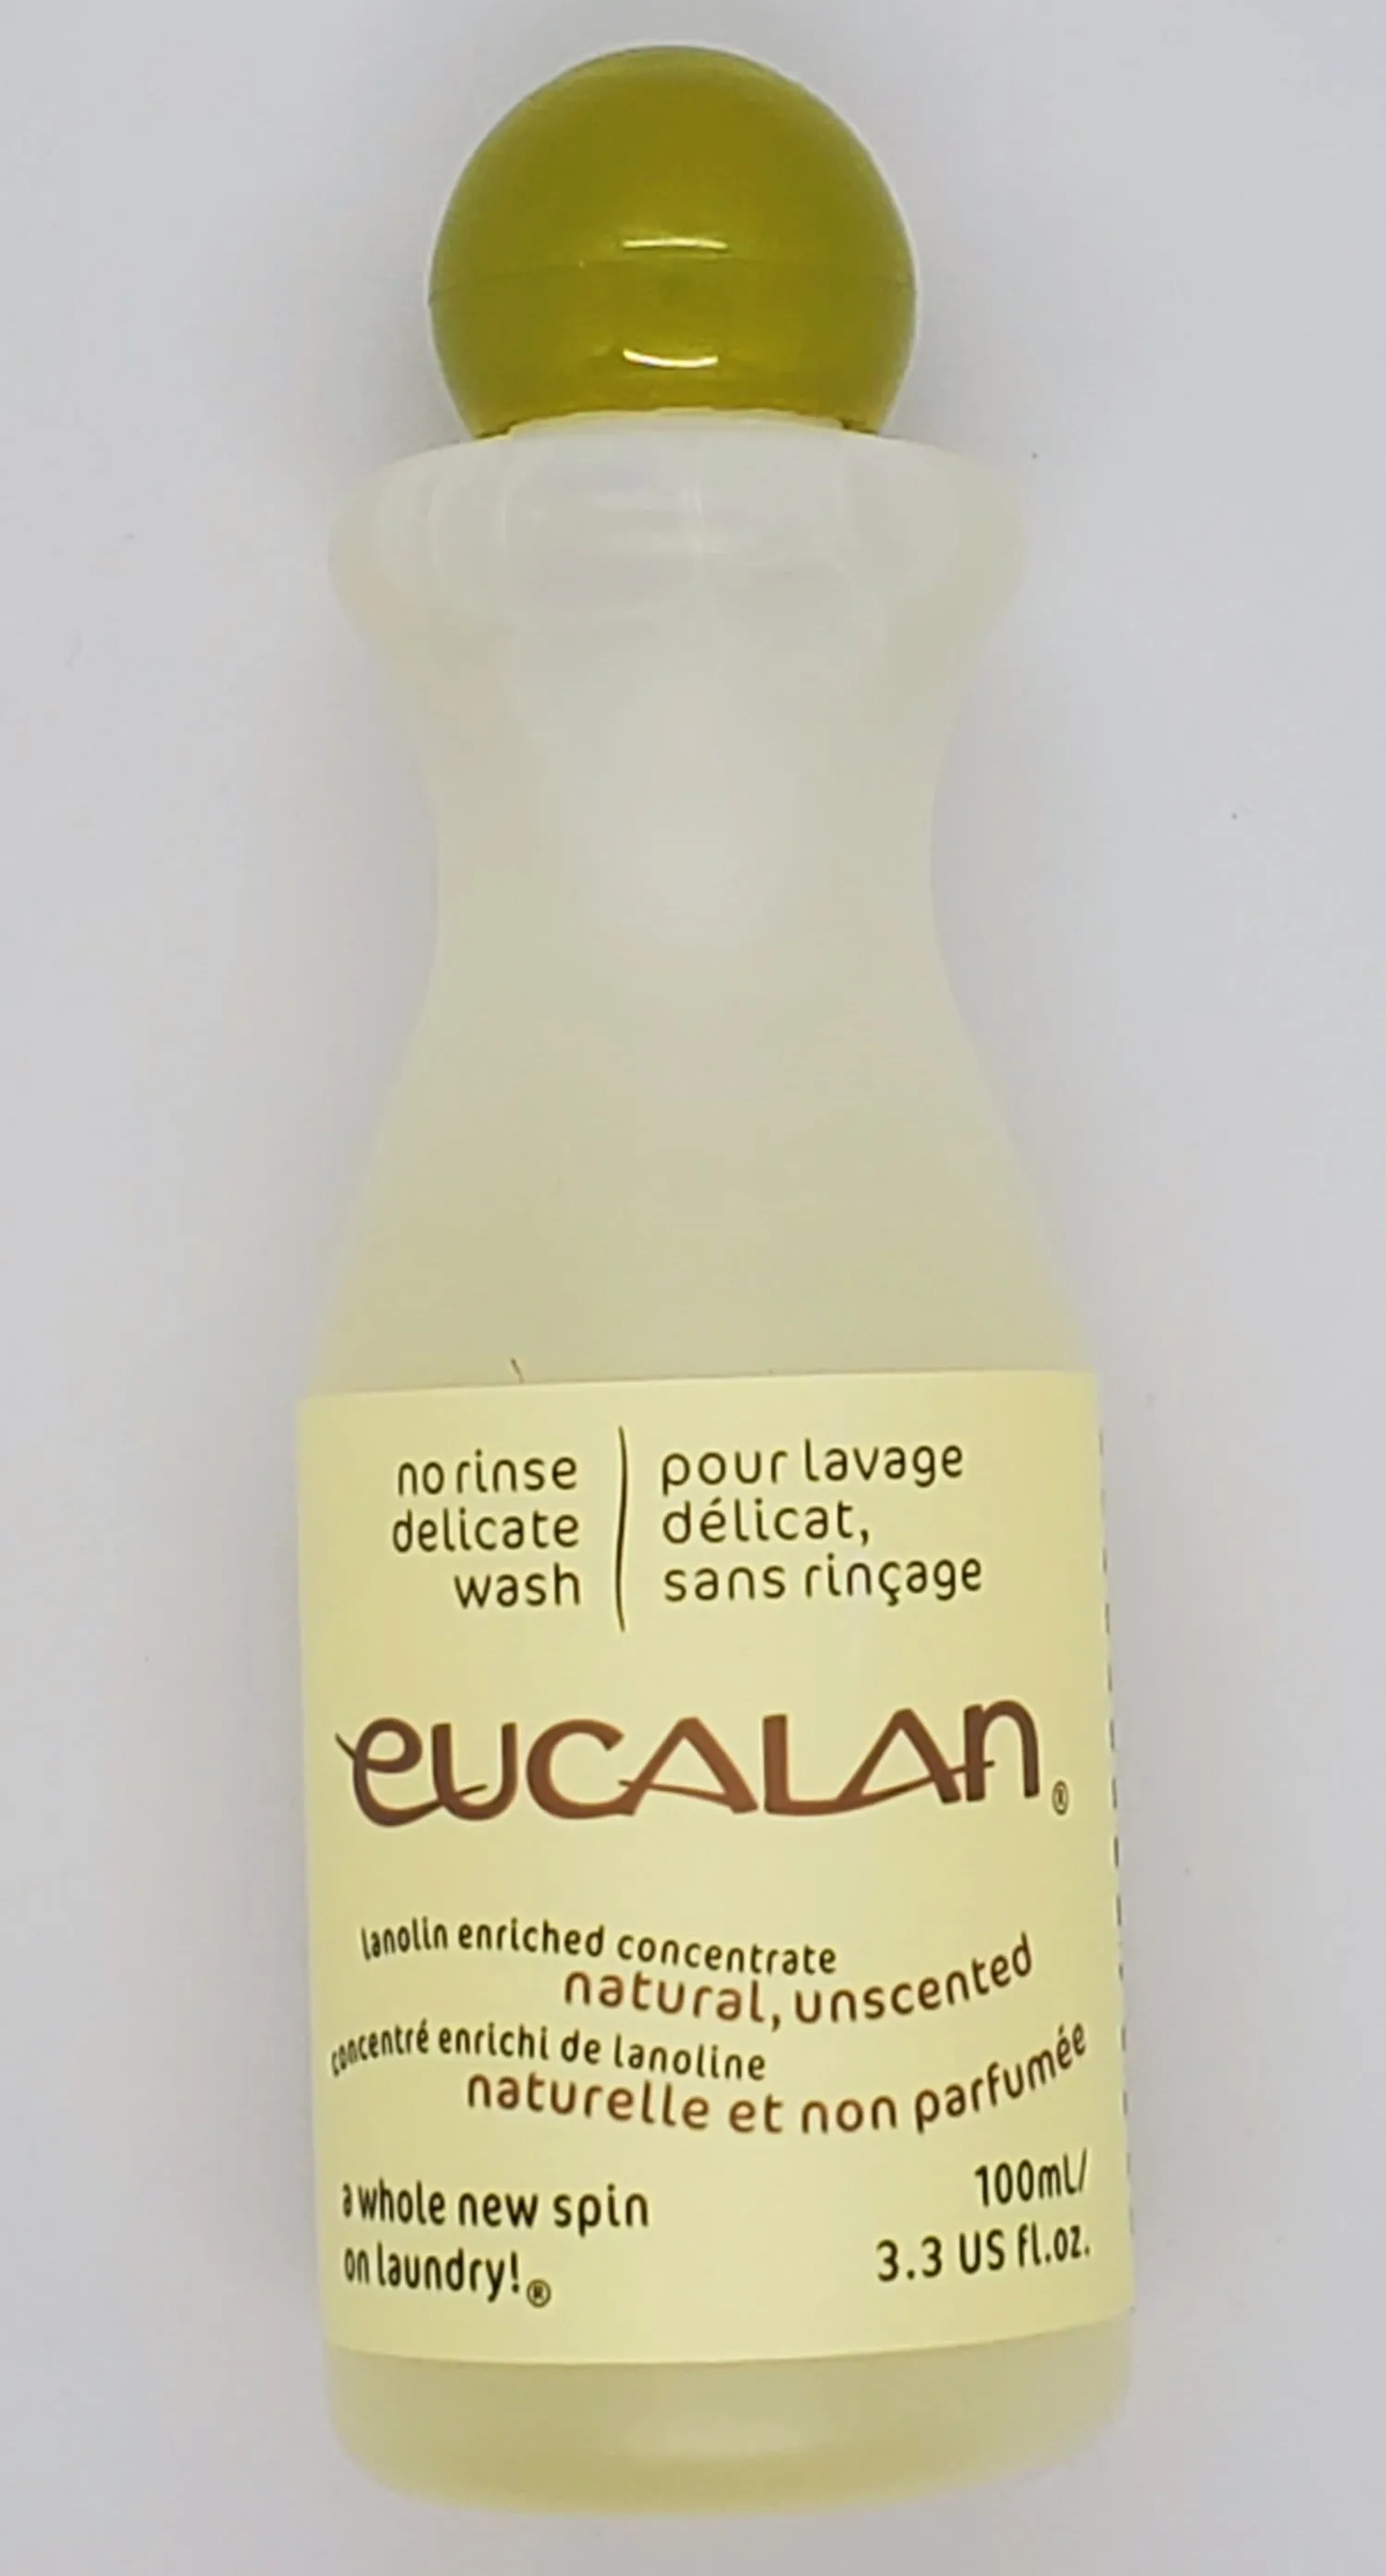 no rinse
delicate
wash
pour lavage
délicat,
sans rinçage
eucalan®
lanolin enriched concentrate
natural, unscented
concentré enrichi de lanoline
naturelle et non parfumée
a whole new spin
on laundry!®
100mL/
3.3 US fl.oz.